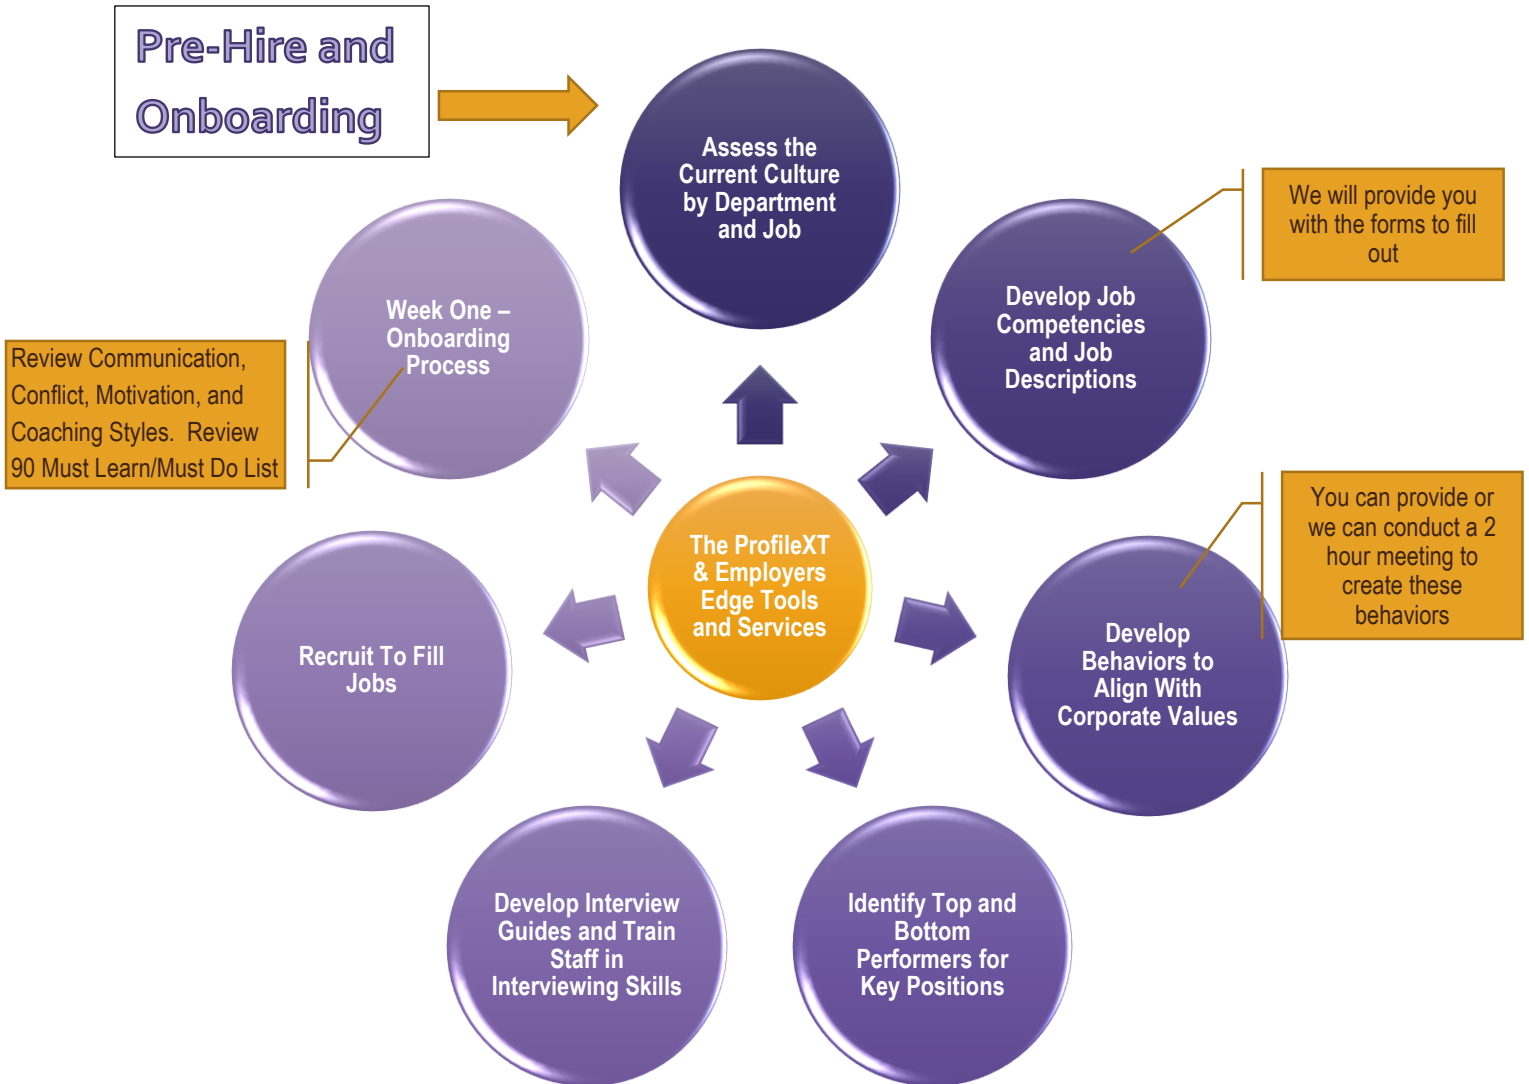 Pre-Hire and
Onboarding
Assess the
Current Culture
by Department
and Job
We will provide you
with the forms to fill
out
Develop Job
Competencies
and Job
Descriptions
You can provide or
we can conduct a 2
hour meeting to
create these
behaviors
Develop
Behaviors to
Align With
Corporate Values
Identify Top and
Bottom
Performers for
Key Positions
Develop Interview
Guides and Train
Staff in
Interviewing Skills
Recruit To Fill
Jobs
Week One –
Onboarding
Process
Review Communication,
Conflict, Motivation, and
Coaching Styles.  Review
90 Must Learn/Must Do List
The ProfileXT
& Employers
Edge Tools
and Services